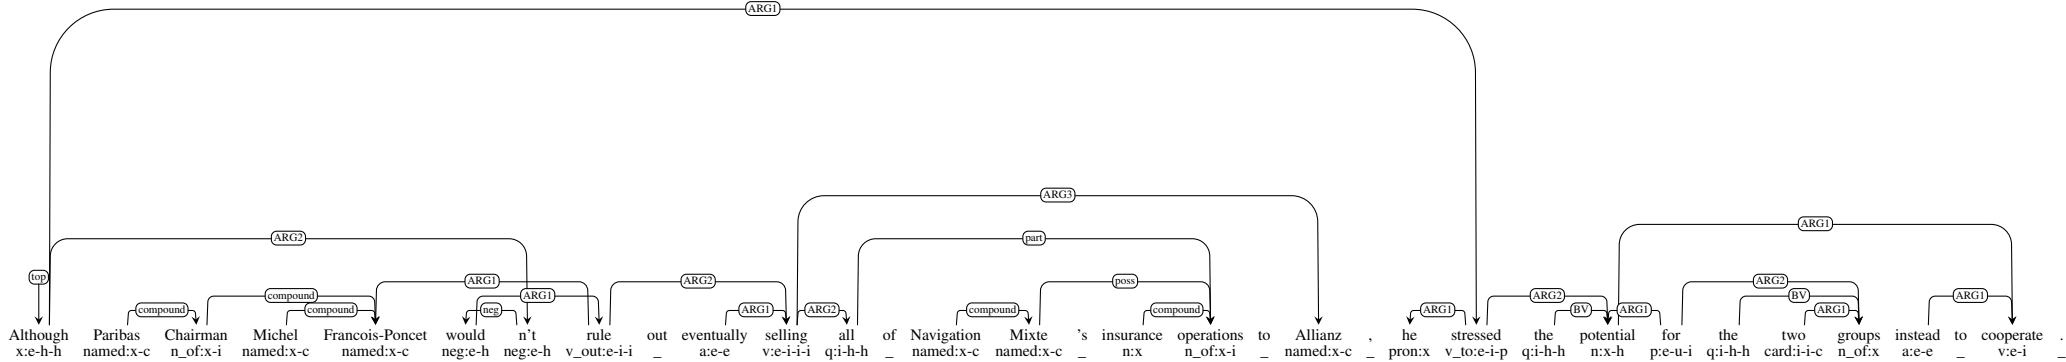 ARG1
ARG3
ARG1
ARG2 part
top ARG1 ARG2 poss ARG2
compound ARG1 ARG2 BV ARG1
compound compound neg ARG1 ARG2 compound compound ARG1 BV ARG1 ARG1
Although Paribas Chairman Michel Francois-Poncet would n't rule out eventually selling all of Navigation Mixte 's insurance operations to Allianz , he stressed the potential for the two groups instead to cooperate .
x:e-h-h named:x-c n_of:x-i named:x-c named:x-c neg:e-h neg:e-h v_out:e-i-i _ a:e-e v:e-i-i-i q:i-h-h _ named:x-c named:x-c _ n:x n_of:x-i _ named:x-c _ pron:x v_to:e-i-p q:i-h-h n:x-h p:e-u-i q:i-h-h card:i-i-c n_of:x a:e-e _ v:e-i _